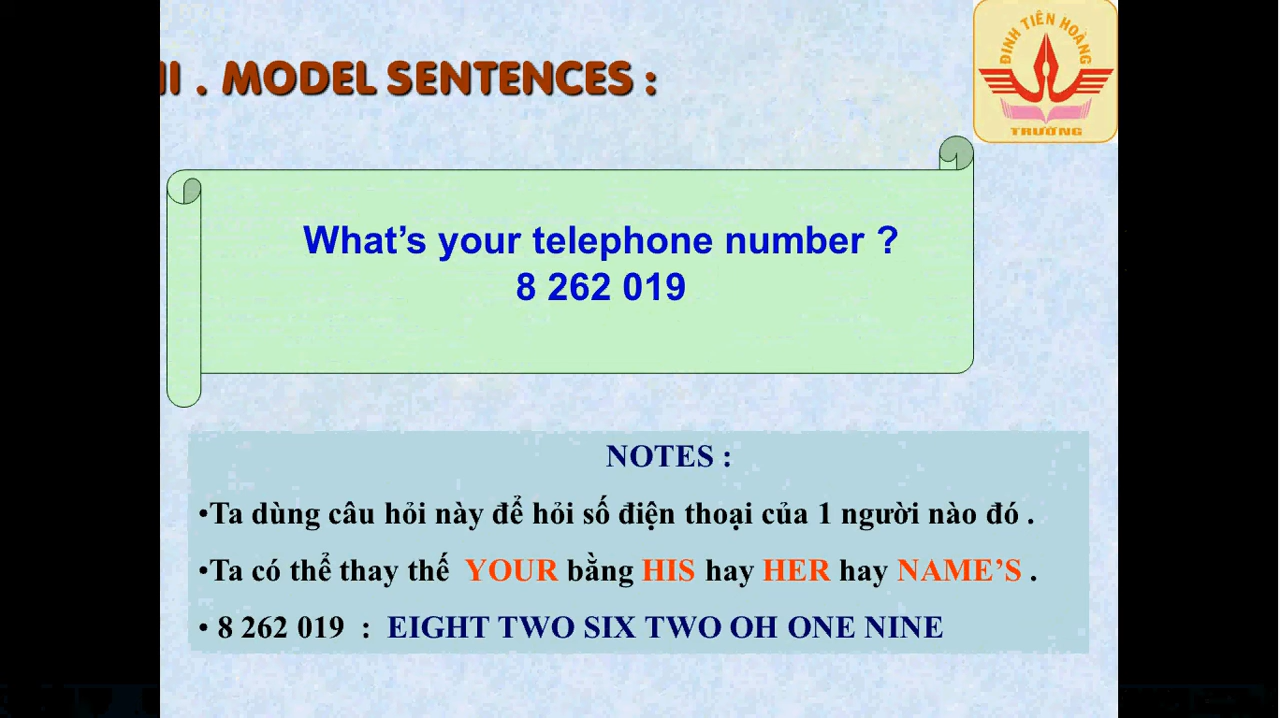 II . MODEL SENTENCES :
ĐINH TIÊN HOÀNG
TRƯỜNG
What’s your telephone number ?
8 262 019
NOTES :
•Ta dùng câu hỏi này để hỏi số điện thoại của 1 người nào đó .
•Ta có thể thay thế YOUR bằng HIS hay HER hay NAME’S .
• 8 262 019 : EIGHT TWO SIX TWO OH ONE NINE